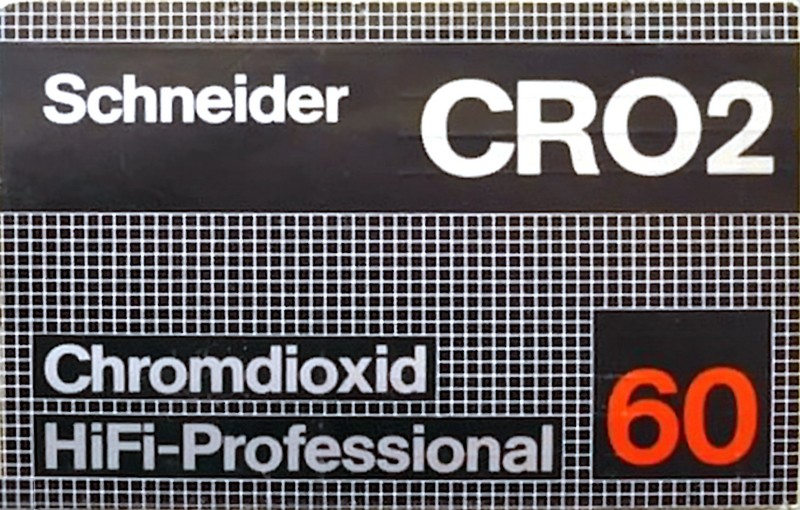 Schneider CRO2
Chromdioxid
HiFi-Professional
60